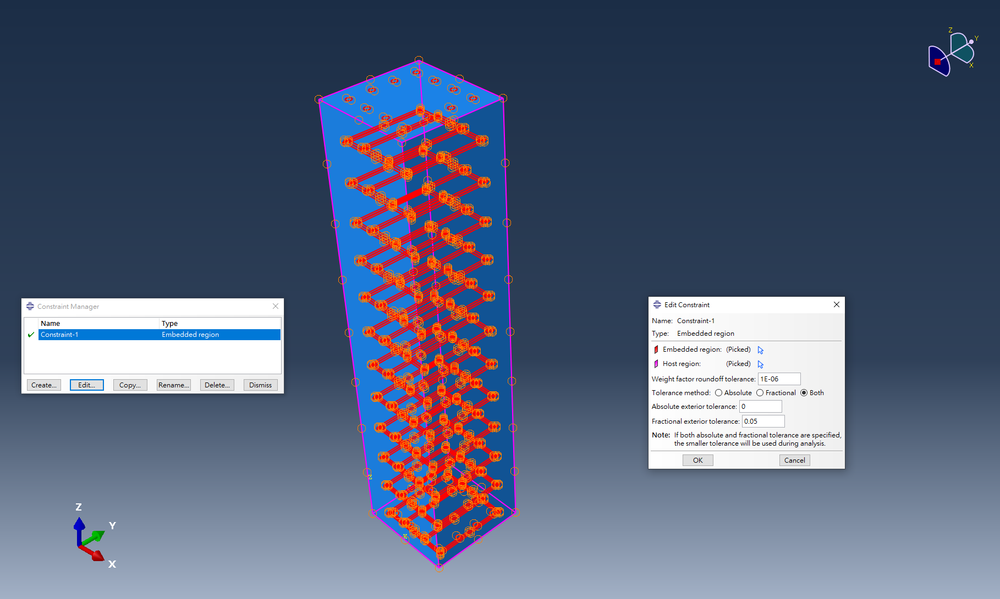 Z
Y
X
Constraint Manager
Name Type
Constraint-1 Embedded region
Create... Edit... Copy... Rename... Delete... Dismiss
Edit Constraint
Name: Constraint-1
Type: Embedded region
Embedded region: (Picked)
Host region: (Picked)
Weight factor roundoff tolerance: 1E-06
Tolerance method: Absolute Fractional Both
Absolute exterior tolerance: 0
Fractional exterior tolerance: 0.05
Note: If both absolute and fractional tolerance are specified,
the smaller tolerance will be used during analysis.
OK Cancel
Z
X
Z
Y
X